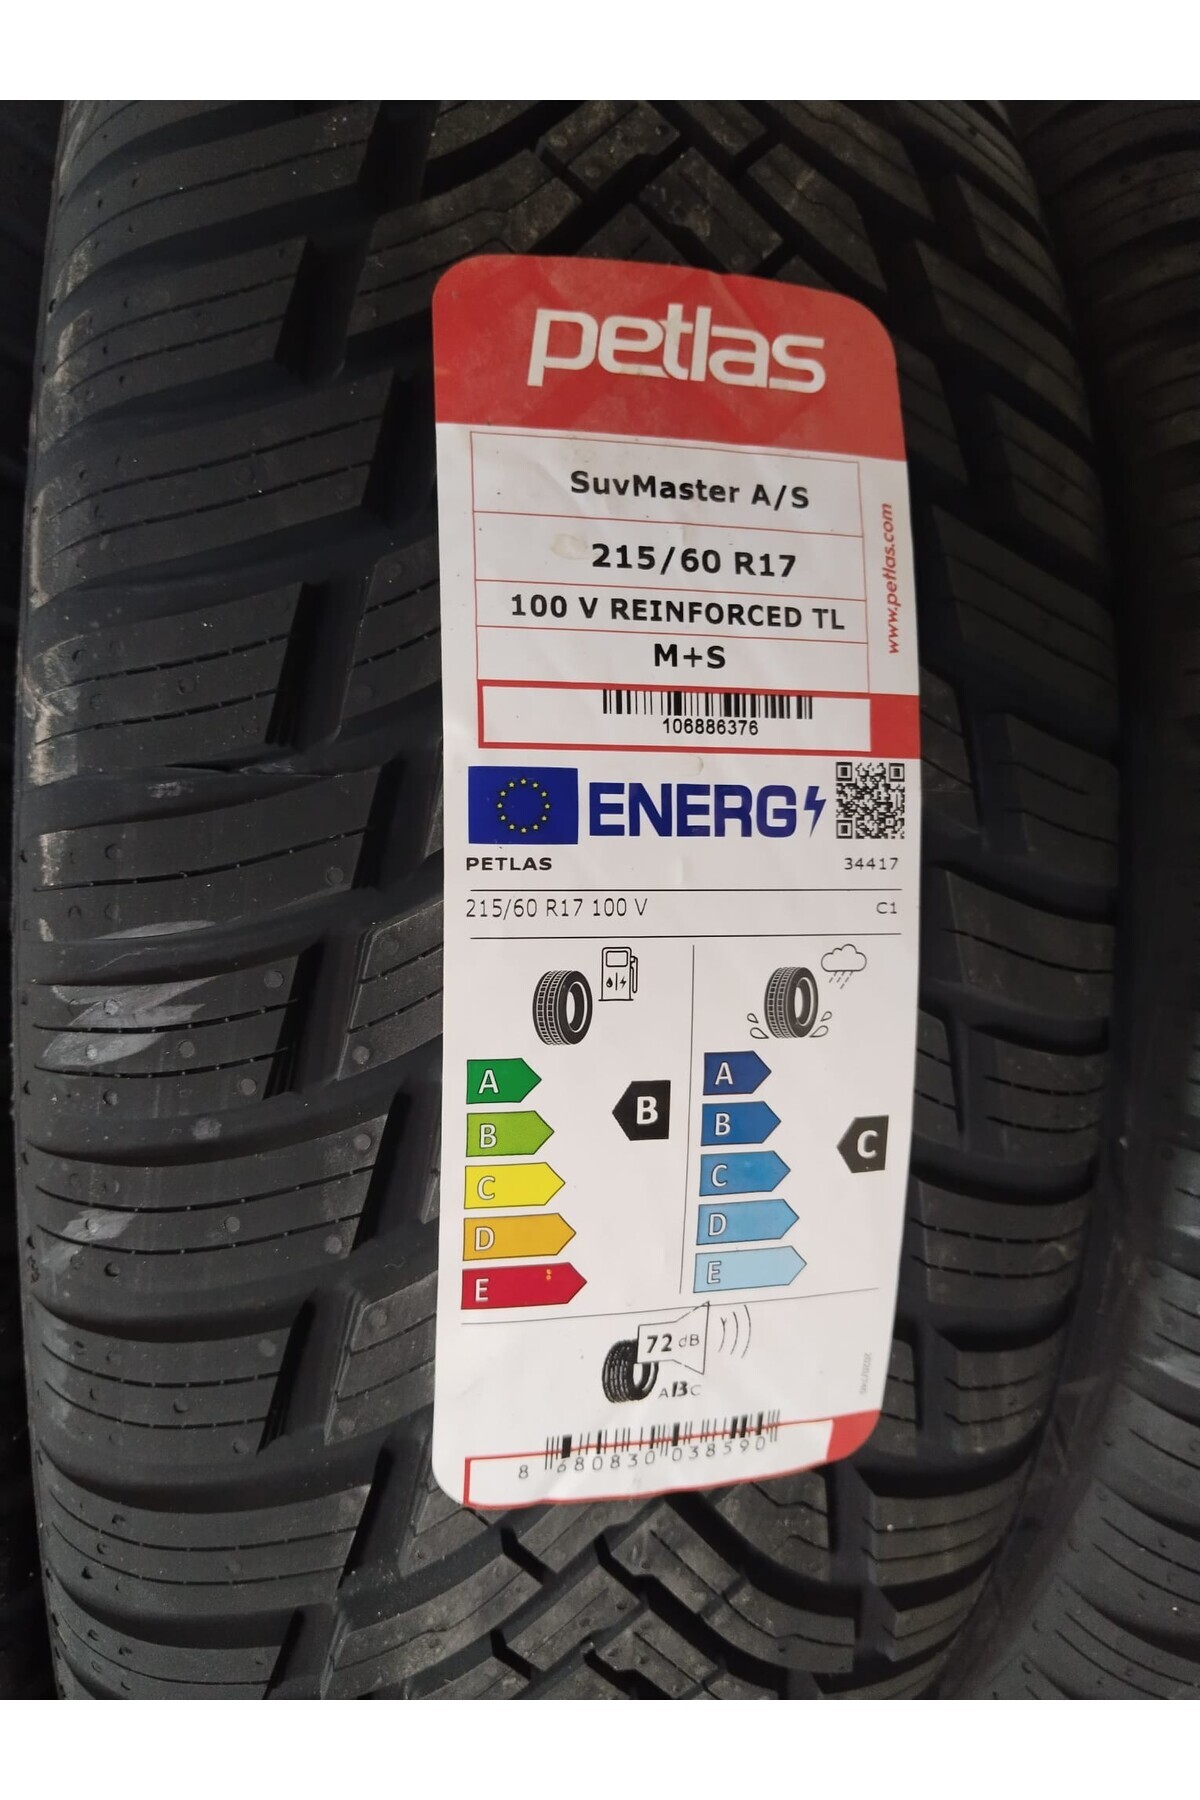 petlas
SuvMaster A/S
215/60 R17
100 V REINFORCED TL
M+S
www.petlas.com
106886376
ENERG
PETLAS 34417
215/60 R17 100 V C1
A
B
C
D
E
B
A
B
C
D
E
C
72 dB
ABC
8 680830 038590